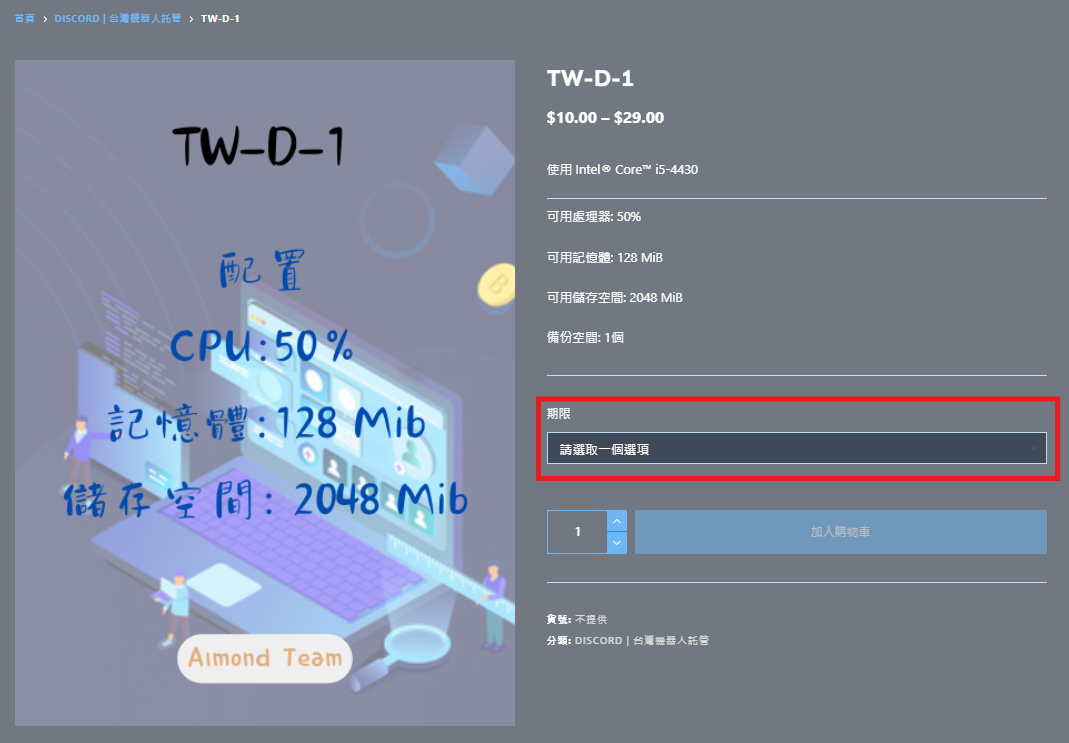 首頁 > DISCORD | 台灣機器人託管 > TW-D-1
TW-D-1
配置
CPU:50%
記憶體:128 Mib
儲存空間: 2048 Mib
Aimond Team
TW-D-1
$10.00 – $29.00
使用 Intel® Core™ i5-4430
可用處理器: 50%
可用記憶體: 128 MiB
可用儲存空間: 2048 MiB
備份空間: 1個
期限
請選取一個選項
1
加入購物車
貨號: 不提供
分類: DISCORD | 台灣機器人託管